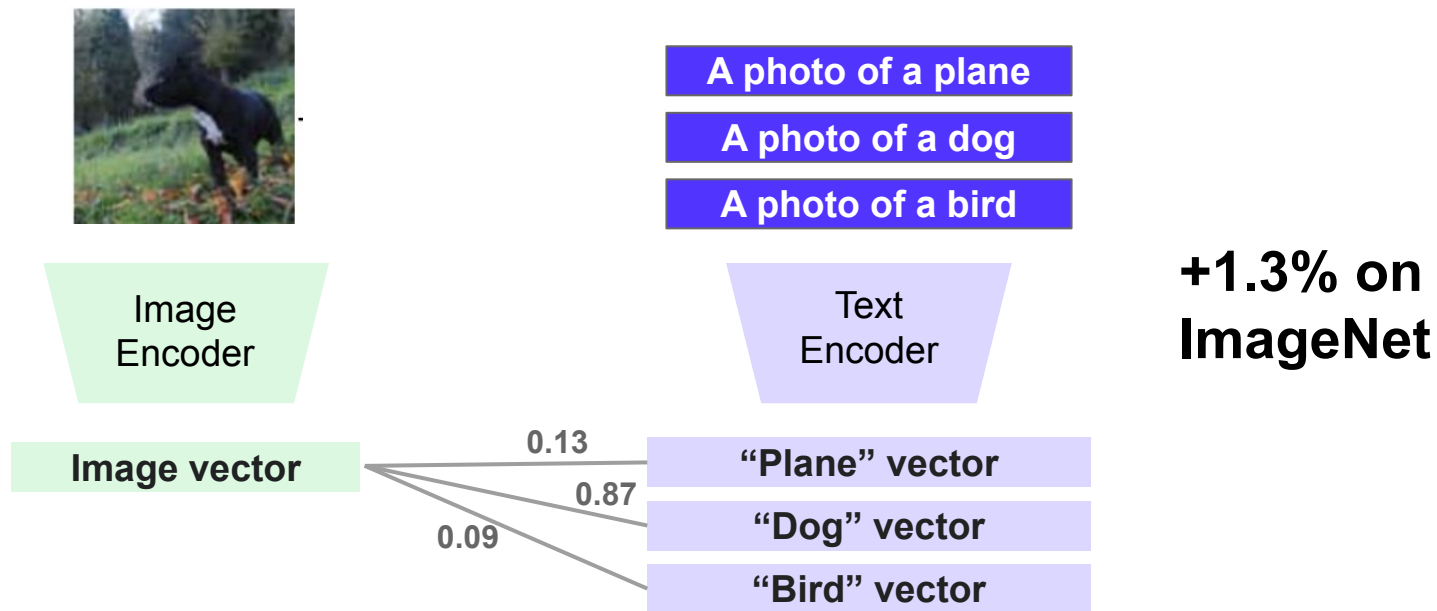 A photo of a plane
A photo of a dog
A photo of a bird
Image
Encoder
Text
Encoder
+1.3% on
ImageNet
Image vector
0.13
0.87
0.09
“Plane” vector
“Dog” vector
“Bird” vector